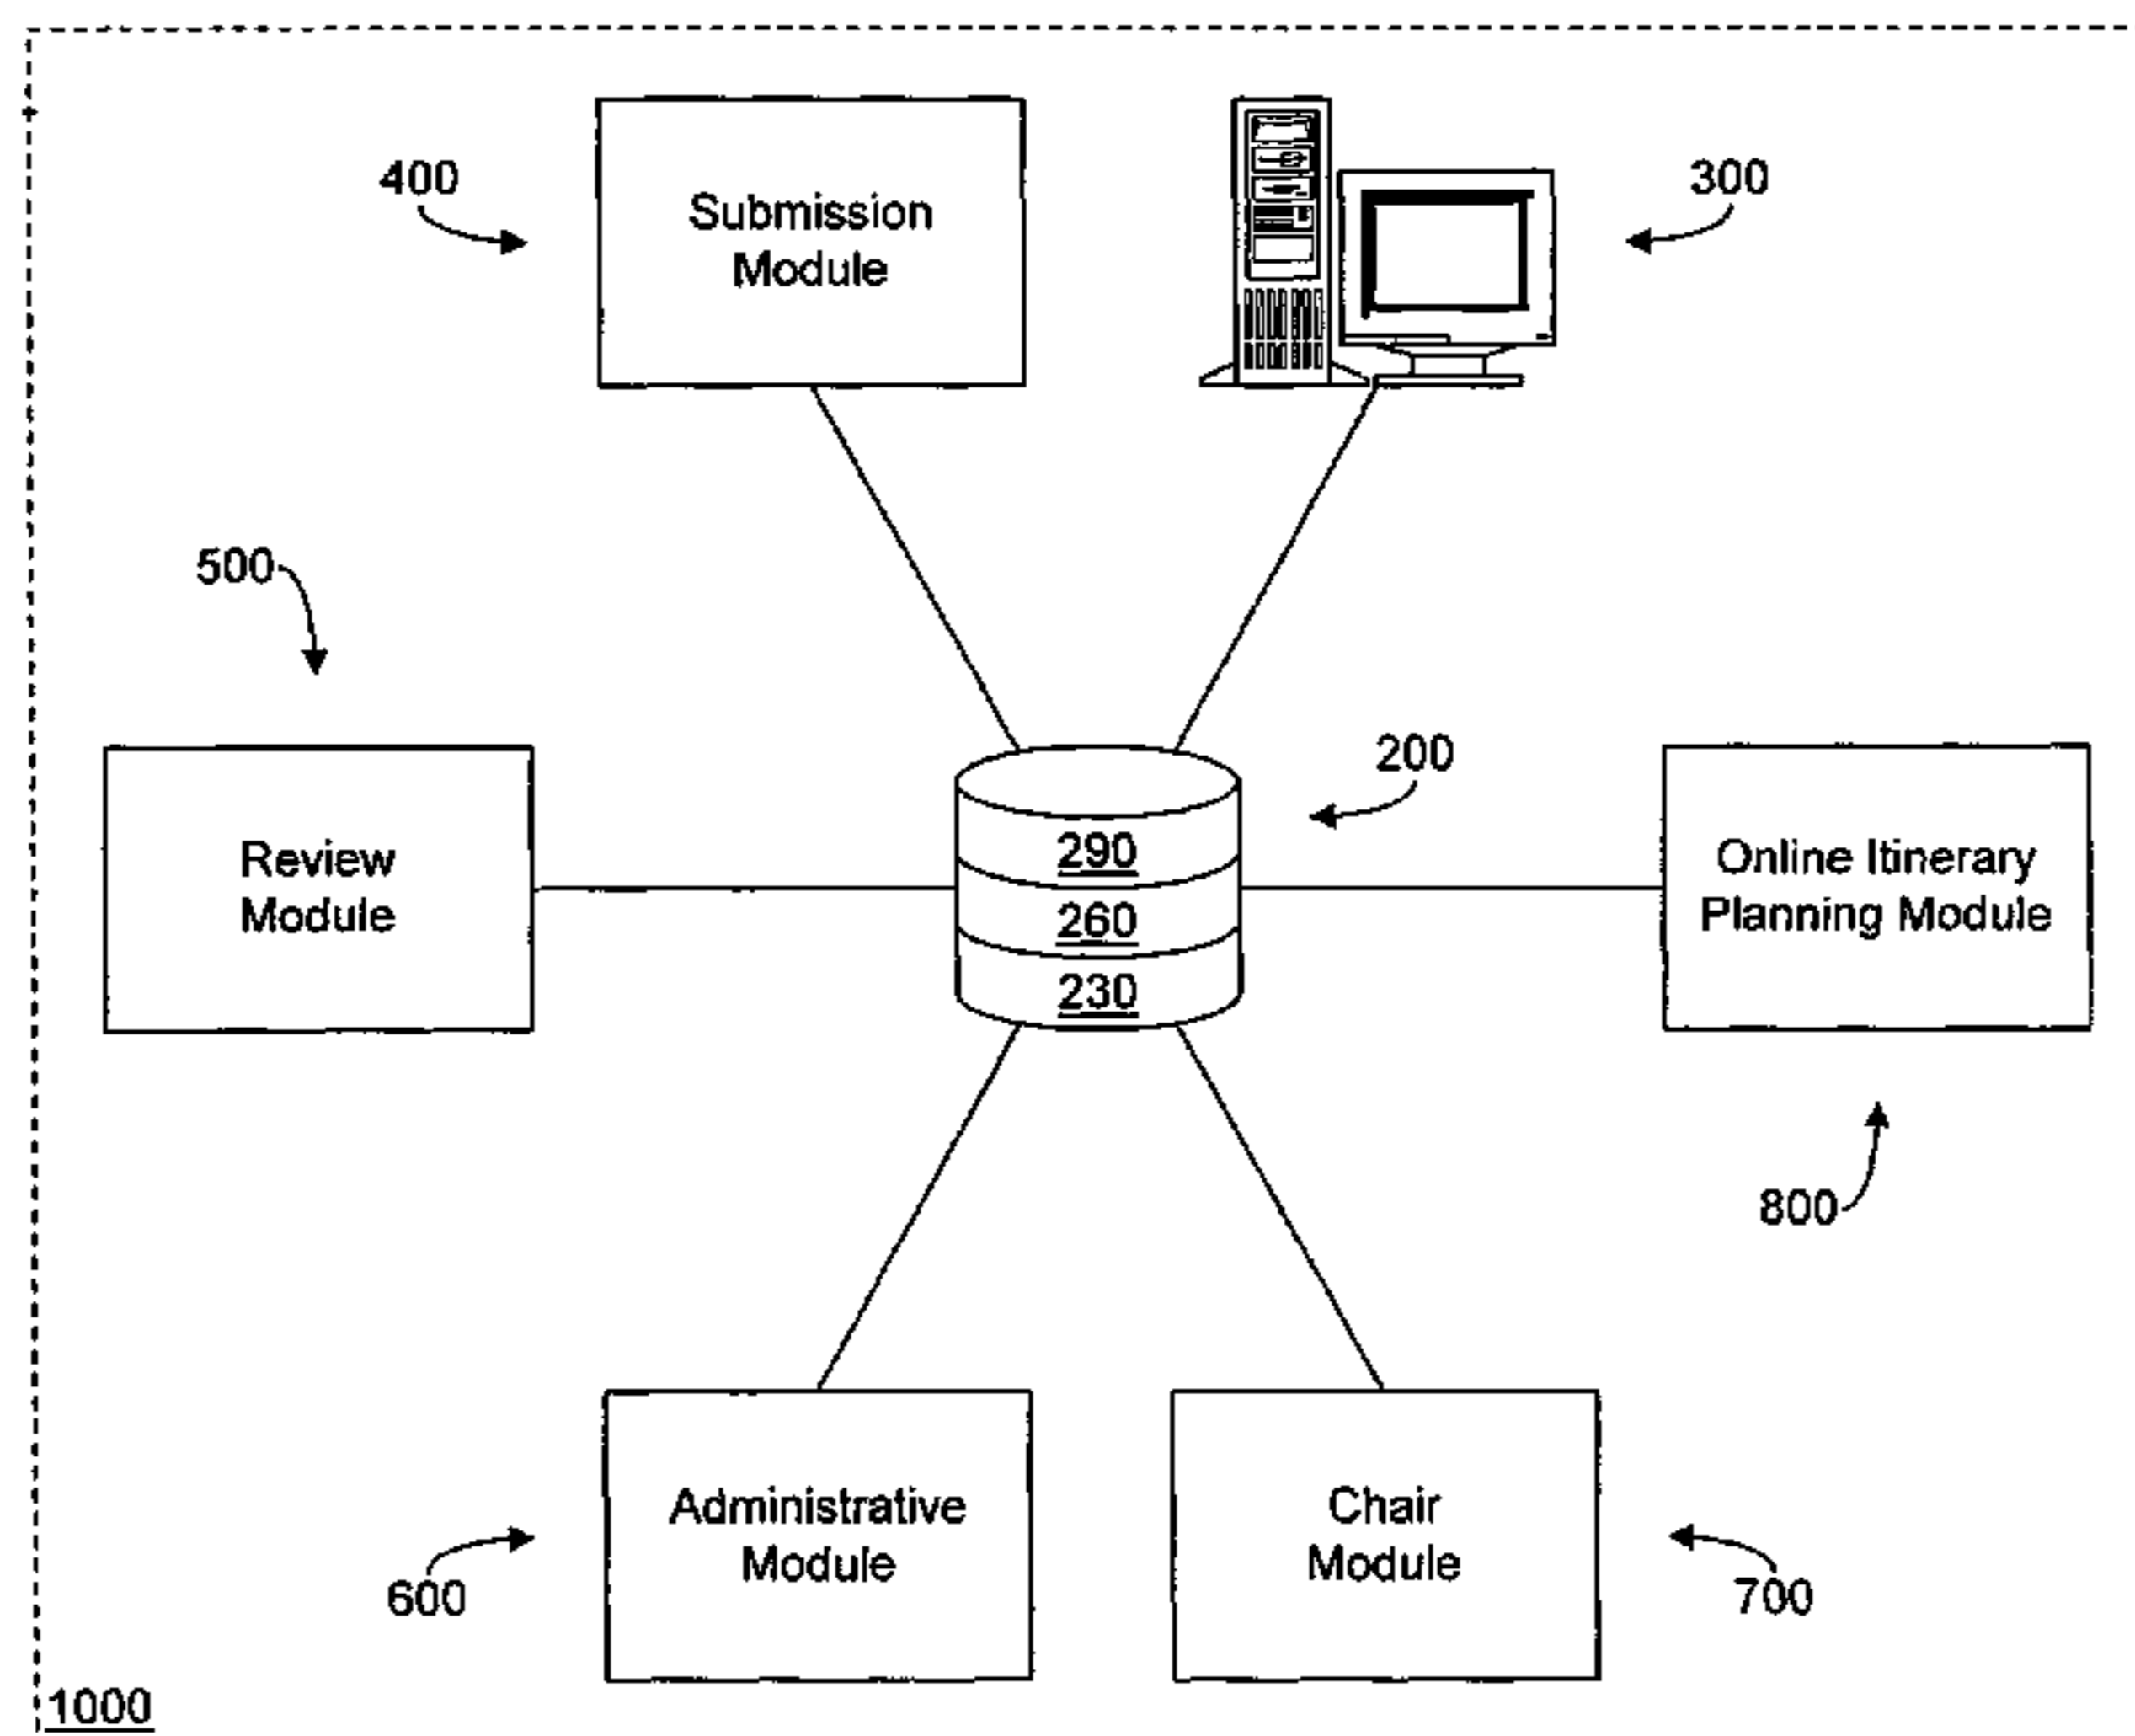 400
Submission
Module
300
500
200
Review
Module
290
260
230
Online Itinerary
Planning Module
800
Administrative
Module
600
Chair
Module
700
1000